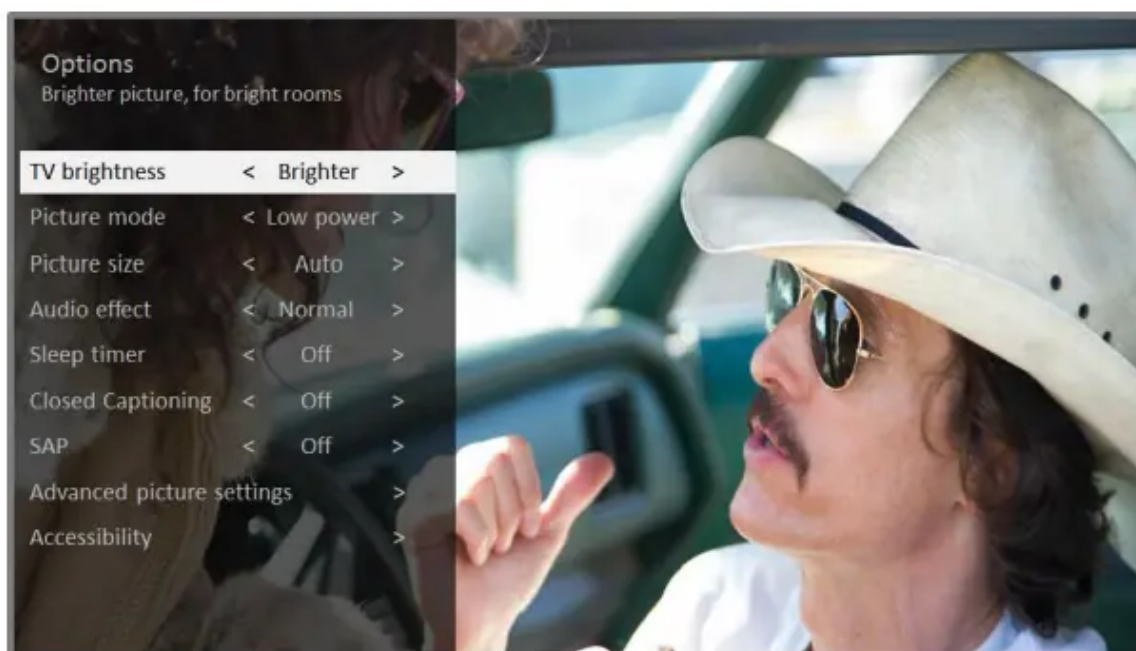 Options
Brighter picture, for bright rooms
TV brightness < Brighter >
Picture mode < Low power >
Picture size < Auto >
Audio effect < Normal >
Sleep timer < Off >
Closed Captioning < Off >
SAP < Off >
Advanced picture settings >
Accessibility >